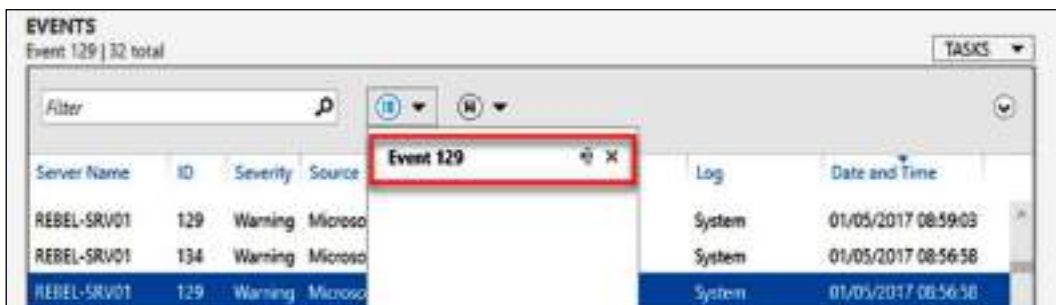 EVENTS
Event 129 | 32 total
TASKS
Filter
Event 129
Server Name ID Severity Source Log Date and Time
REBEL-SRV01 129 Warning Microso System 01/05/2017 08:59:03
REBEL-SRV01 134 Warning Microso System 01/05/2017 08:56:58
REBEL-SRV01 129 Warning Microso System 01/05/2017 08:56:58